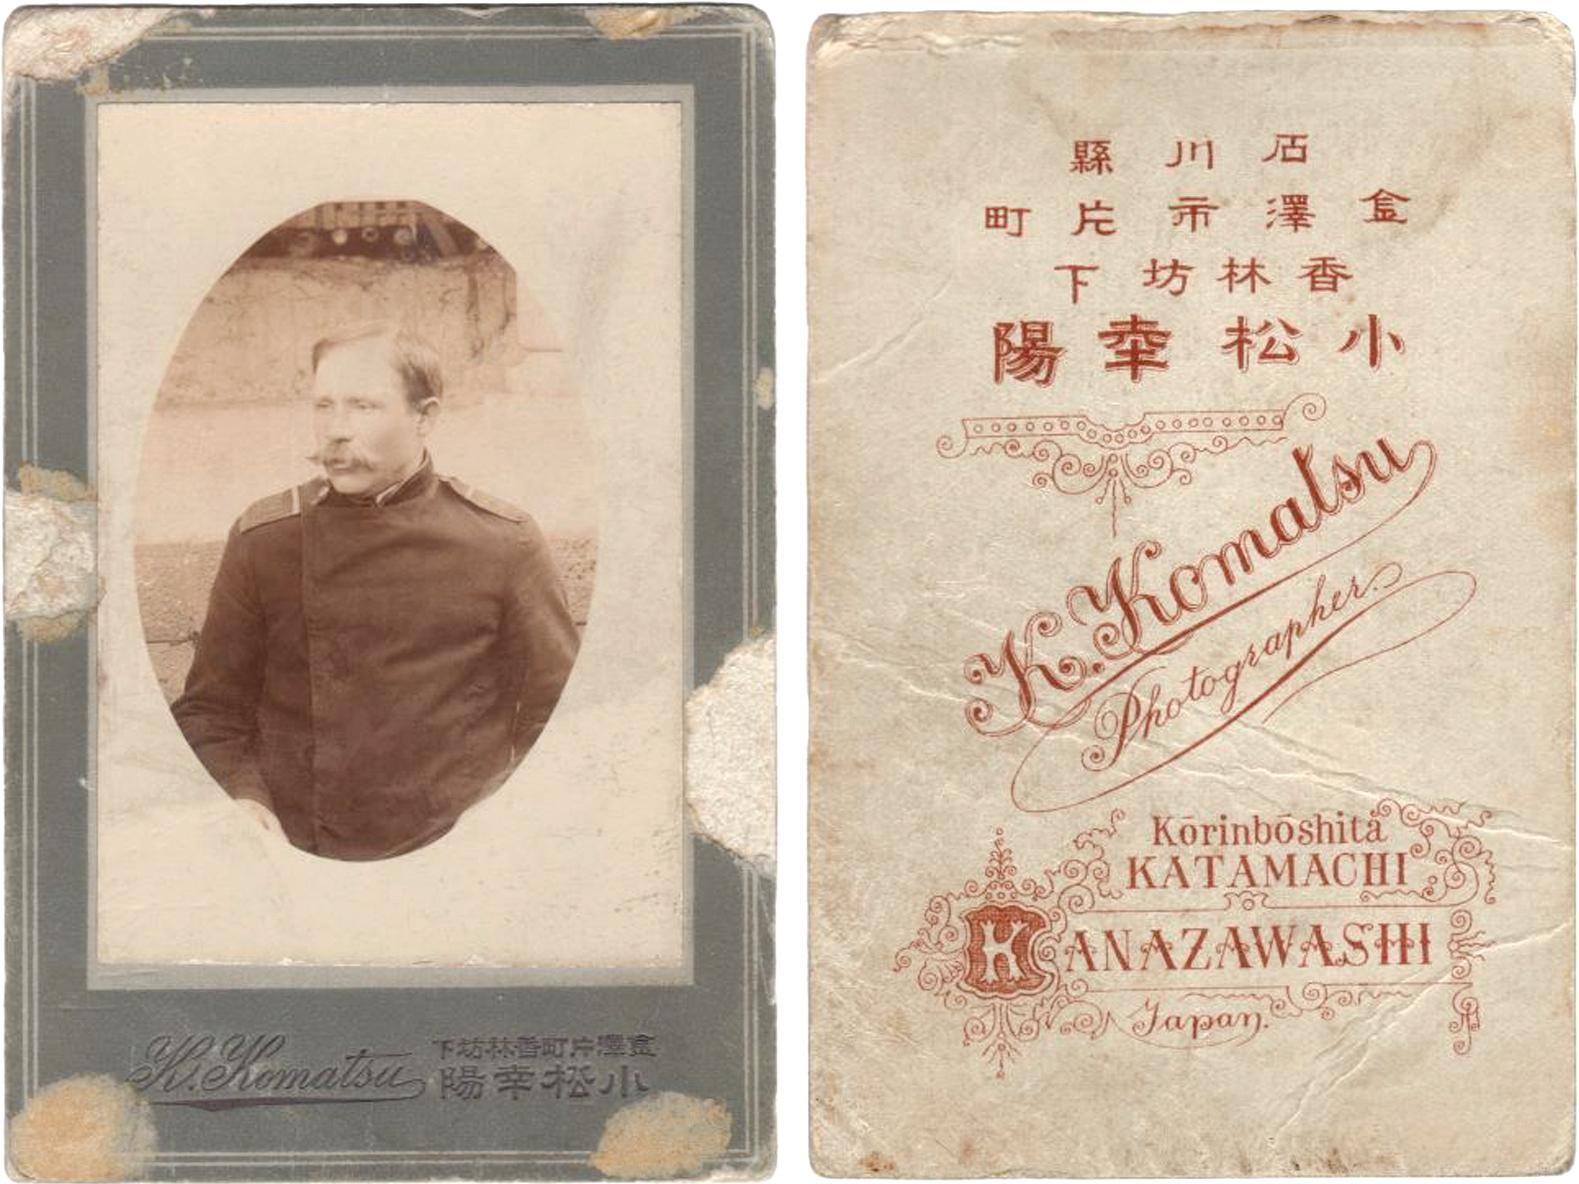 K. Komatsu
金澤片町香林坊下
小松幸陽
石川縣
金澤市片町
香林坊下
小松幸陽
K. Komatsu
Photographer.
Kōrinbōshitā
KATAMACHI
KANAZAWASHI
Japan.